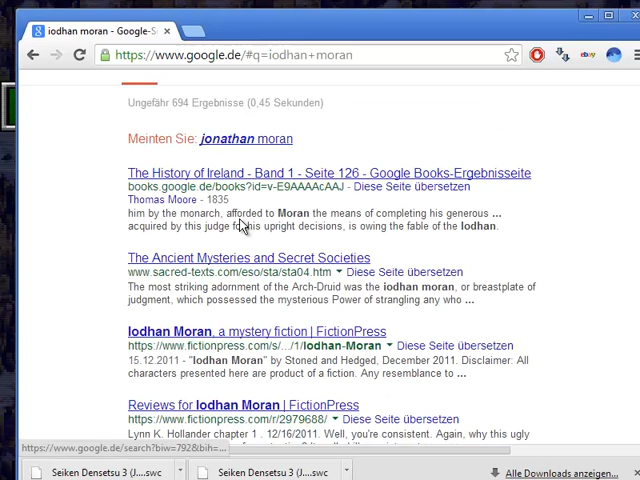 iodhan moran - Google-S
https://www.google.de/#q=iodhan+moran
ebay
Ungefähr 694 Ergebnisse (0,45 Sekunden)
Meinten Sie: jonathan moran
The History of Ireland - Band 1 - Seite 126 - Google Books-Ergebnisseite
books.google.de/books?id=v-E9AAAAcAAJ - Diese Seite übersetzen
Thomas Moore - 1835
him by the monarch, afforded to Moran the means of completing his generous ...
acquired by this judge for his upright decisions, is owing the fable of the Iodhan.
The Ancient Mysteries and Secret Societies
www.sacred-texts.com/eso/sta/sta04.htm Diese Seite übersetzen
The most striking adornment of the Arch-Druid was the iodhan moran, or breastplate of
judgment, which possessed the mysterious Power of strangling any who ...
Iodhan Moran, a mystery fiction | FictionPress
https://www.fictionpress.com/s/.../1/Iodhan-Moran Diese Seite übersetzen
15.12.2011 - "Iodhan Moran" by Stoned and Hedged, December 2011. Disclaimer: All
characters presented here are product of a fiction. Any resemblance to ...
Reviews for Iodhan Moran | FictionPress
https://www.fictionpress.com/r/2979688/ Diese Seite übersetzen
Lynn K. Hollander chapter 1 . 12/16/2011. Well, you're consistent. Again, why this ugly
https://www.google.de/search?biw=792&bih=...
Seiken Densetsu 3 (J....swc
Seiken Densetsu 3 (J....swc
Alle Downloads anzeigen...